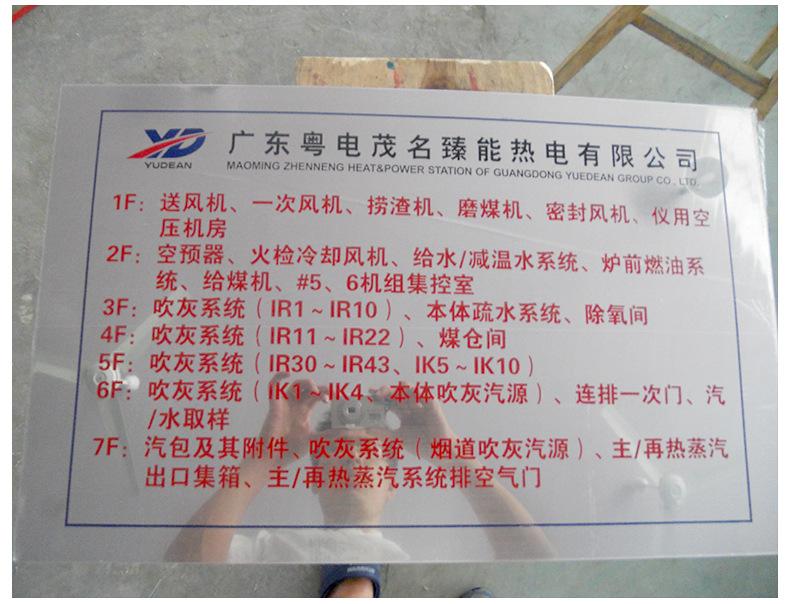 YD
YUDEAN
广东粤电茂名臻能热电有限公司
MAOMING ZHENNENG HEAT&POWER STATION OF GUANGDONG YUEDEAN GROUP CO., LTD.
1F：送风机、一次风机、捞渣机、磨煤机、密封风机、仪用空
压机房
2F：空预器、火检冷却风机、给水/减温水系统、炉前燃油系
统、给煤机、#5、6机组集控室
3F：吹灰系统（IR1～IR10）、本体疏水系统、除氧间
4F：吹灰系统（IR11～IR22）、煤仓间
5F：吹灰系统（IR30～IR43、IK5～IK10）
6F：吹灰系统（IK1～IK4、本体吹灰汽源）、连排一次门、汽
/水取样
7F：汽包及其附件、吹灰系统（烟道吹灰汽源）、主/再热蒸汽
出口集箱、主/再热蒸汽系统排空气门